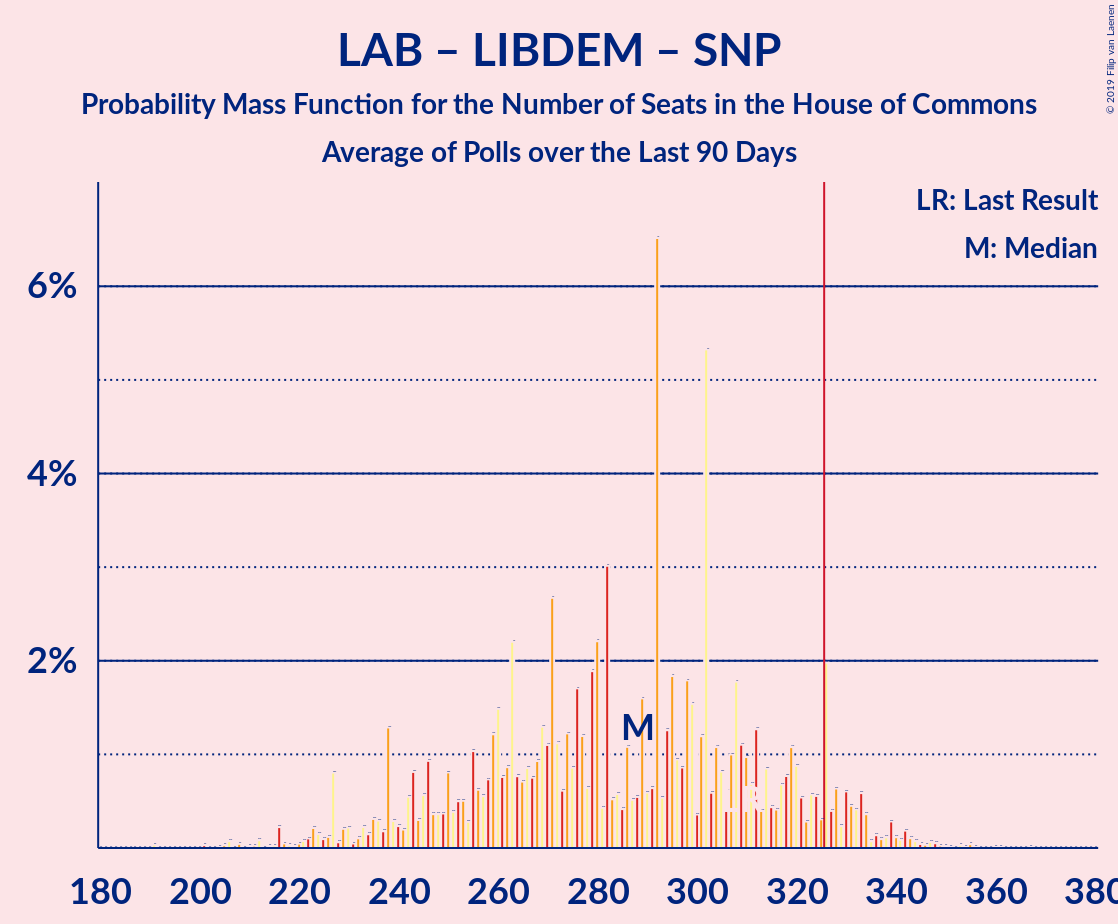 LAB – LIBDEM – SNP
Probability Mass Function for the Number of Seats in the House of Commons
Average of Polls over the Last 90 Days
© 2019 Filip van Laenen
LR: Last Result
M: Median
6%
4%
2%
M
LR
180 200 220 240 260 280 300 320 340 360 380